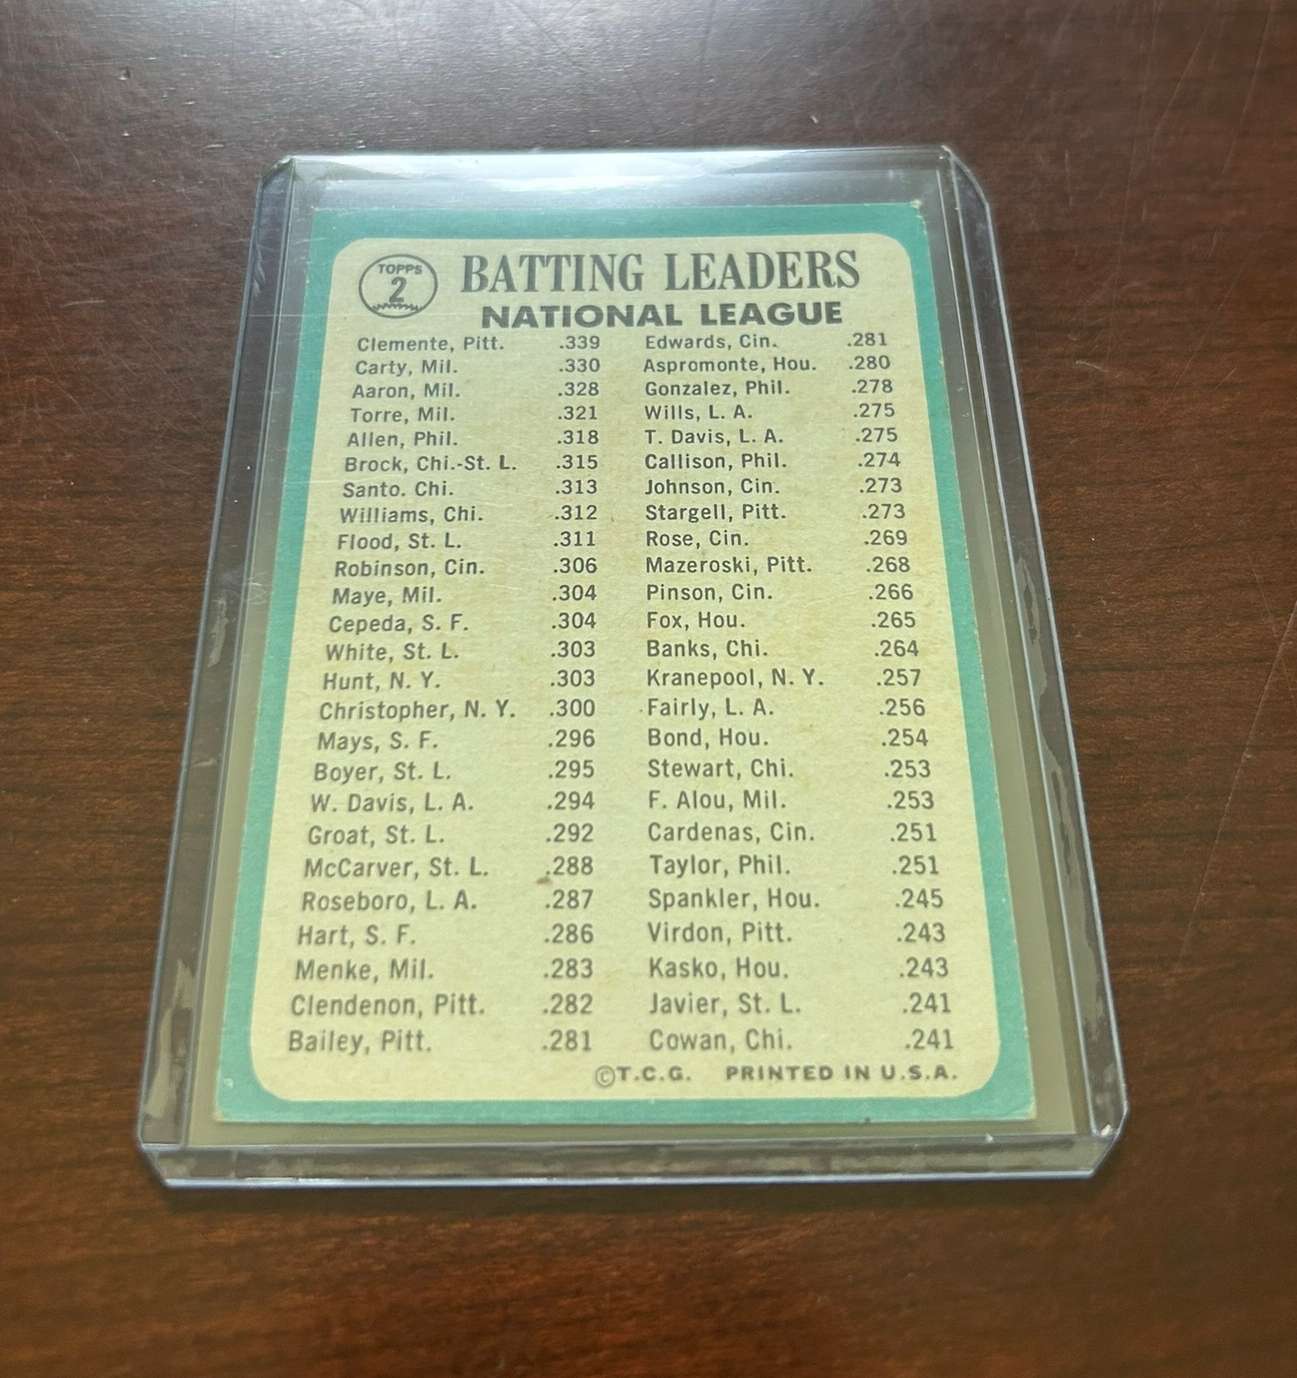 TOPPS
2
BATTING LEADERS
NATIONAL LEAGUE
Clemente, Pitt. .339
Carty, Mil. .330
Aaron, Mil. .328
Torre, Mil. .321
Allen, Phil. .318
Brock, Chi.-St. L. .315
Santo. Chi. .313
Williams, Chi. .312
Flood, St. L. .311
Robinson, Cin. .306
Maye, Mil. .304
Cepeda, S. F. .304
White, St. L. .303
Hunt, N. Y. .303
Christopher, N. Y. .300
Mays, S. F. .296
Boyer, St. L. .295
W. Davis, L. A. .294
Groat, St. L. .292
McCarver, St. L. .288
Roseboro, L. A. .287
Hart, S. F. .286
Menke, Mil. .283
Clendenon, Pitt. .282
Bailey, Pitt. .281
Edwards, Cin. .281
Aspromonte, Hou. .280
Gonzalez, Phil. .278
Wills, L. A. .275
T. Davis, L. A. .275
Callison, Phil. .274
Johnson, Cin. .273
Stargell, Pitt. .273
Rose, Cin. .269
Mazeroski, Pitt. .268
Pinson, Cin. .266
Fox, Hou. .265
Banks, Chi. .264
Kranepool, N. Y. .257
Fairly, L. A. .256
Bond, Hou. .254
Stewart, Chi. .253
F. Alou, Mil. .253
Cardenas, Cin. .251
Taylor, Phil. .251
Spankler, Hou. .245
Virdon, Pitt. .243
Kasko, Hou. .243
Javier, St. L. .241
Cowan, Chi. .241
©T.C.G. PRINTED IN U.S.A.